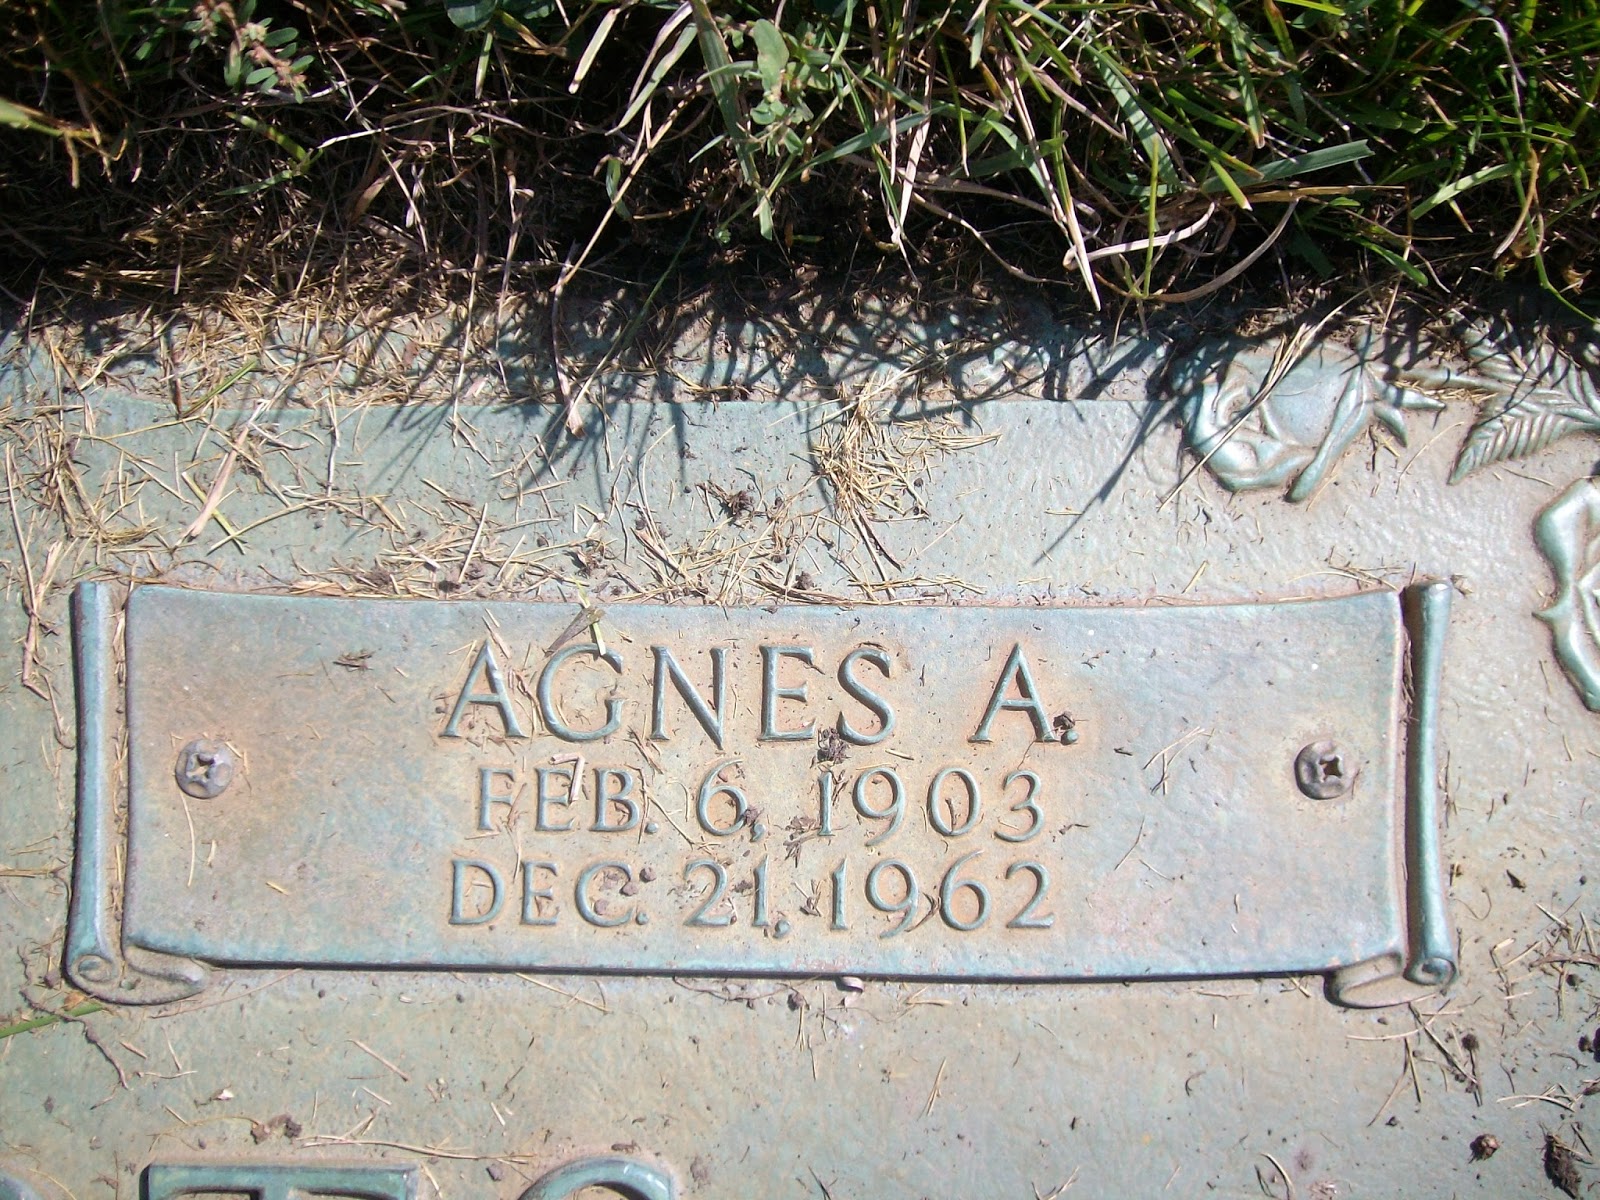 AGNES A.
FEB. 6, 1903
DEC. 21, 1962